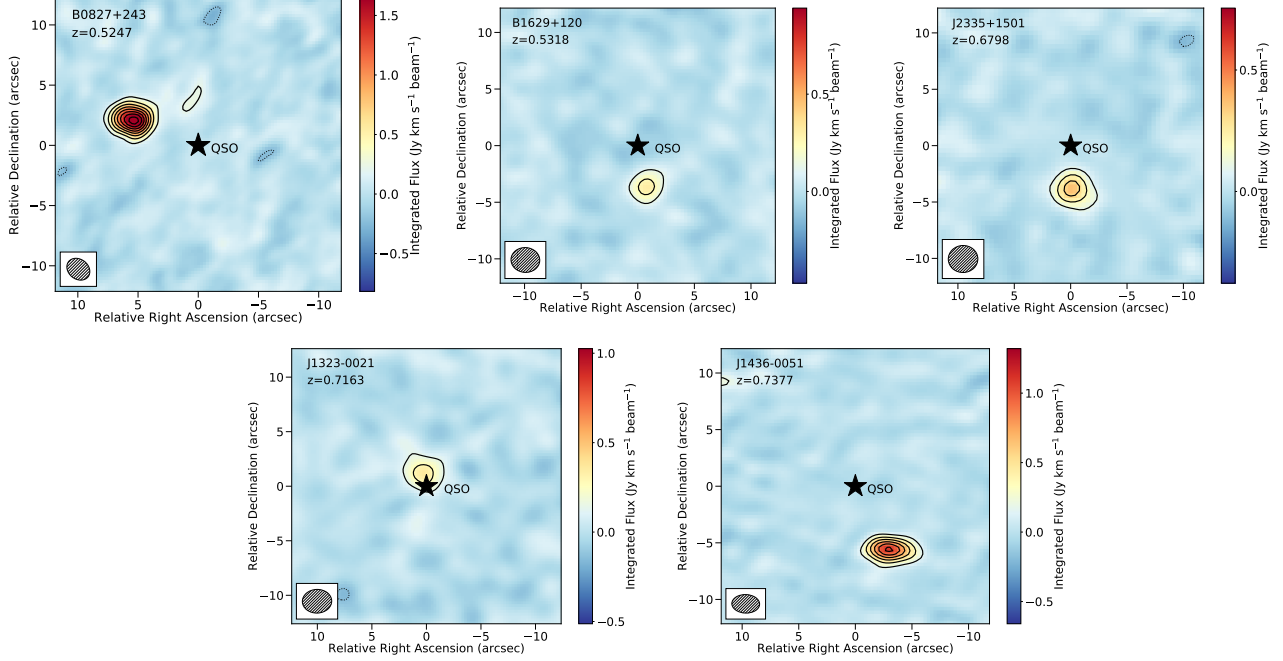 B0827+243
z=0.5247
QSO
10
5
0
−5
−10
10
5
0
−5
−10
Relative Declination (arcsec)
Relative Right Ascension (arcsec)
1.5
1.0
0.5
0.0
−0.5
Integrated Flux (Jy km s⁻¹ beam⁻¹)
B1629+120
z=0.5318
QSO
10
5
0
−5
−10
−10
−5
0
5
10
Relative Declination (arcsec)
Relative Right Ascension (arcsec)
0.5
0.0
Integrated Flux (Jy km s⁻¹ beam⁻¹)
J2335+1501
z=0.6798
QSO
10
5
0
−5
−10
10
5
0
−5
−10
Relative Declination (arcsec)
Relative Right Ascension (arcsec)
0.5
0.0
Integrated Flux (Jy km s⁻¹ beam⁻¹)
J1323-0021
z=0.7163
QSO
10
5
0
−5
−10
10
5
0
−5
−10
Relative Declination (arcsec)
Relative Right Ascension (arcsec)
1.0
0.5
0.0
−0.5
Integrated Flux (Jy km s⁻¹ beam⁻¹)
J1436-0051
z=0.7377
QSO
10
5
0
−5
−10
10
5
0
−5
−10
Relative Declination (arcsec)
Relative Right Ascension (arcsec)
1.0
0.5
0.0
−0.5
Integrated Flux (Jy km s⁻¹ beam⁻¹)